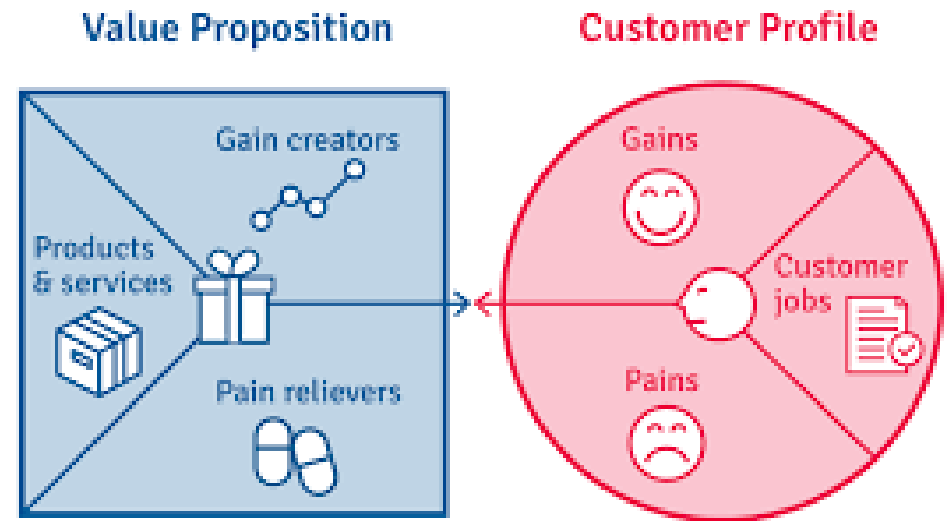 Value Proposition
Customer Profile
Gain creators
Products
& services
Pain relievers
Gains
Customer
jobs
Pains